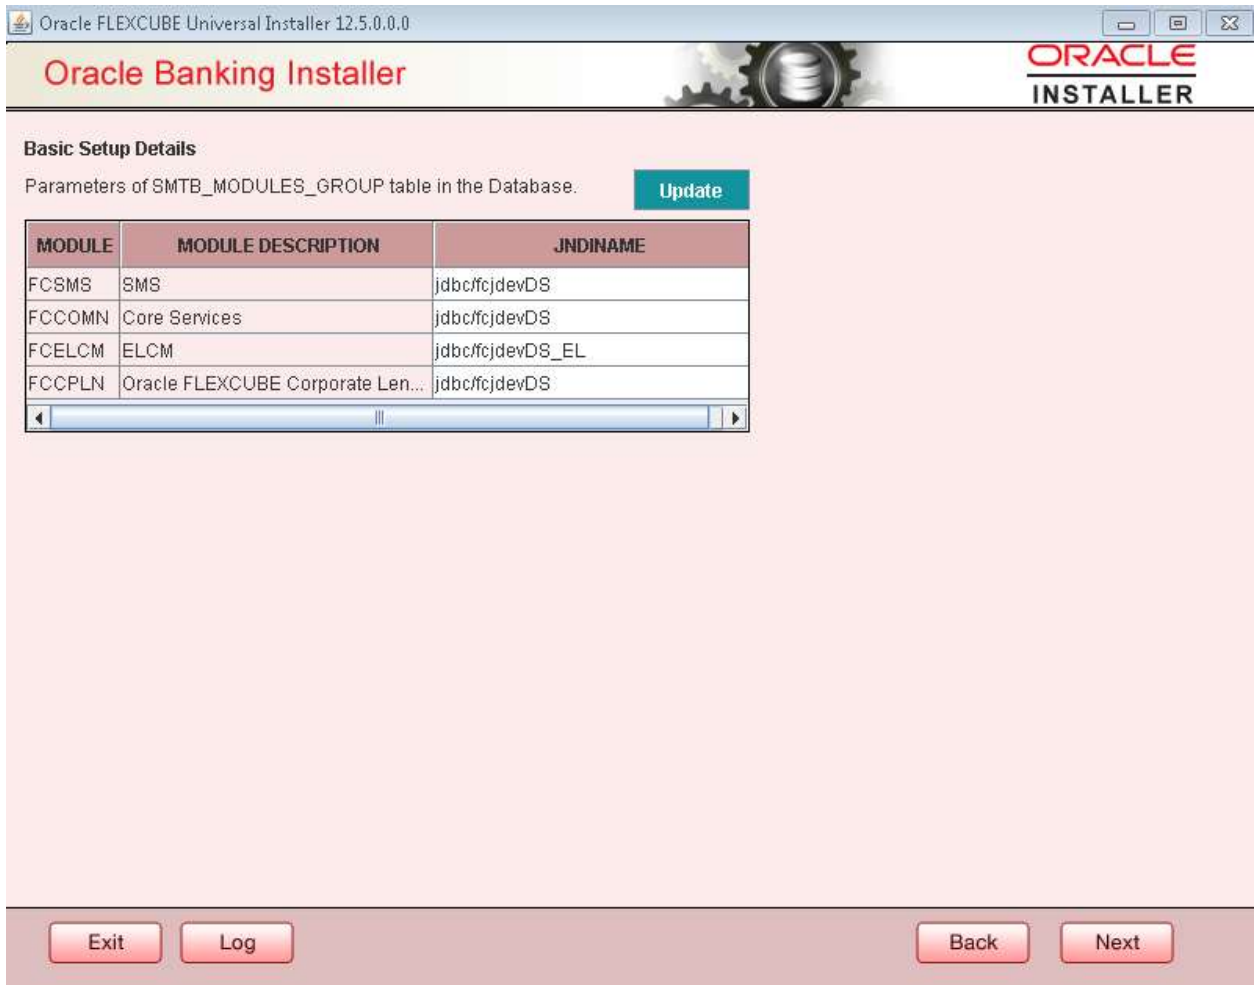 Oracle FLEXCUBE Universal Installer 12.5.0.0.0
Oracle Banking Installer
ORACLE
INSTALLER
Basic Setup Details
Parameters of SMTB_MODULES_GROUP table in the Database.
Update
MODULE MODULE DESCRIPTION JNDINAME
FCSMS SMS jdbc/fcjdevDS
FCCOMN Core Services jdbc/fcjdevDS
FCELCM ELCM jdbc/fcjdevDS_EL
FCCPLN Oracle FLEXCUBE Corporate Len... jdbc/fcjdevDS
Exit Log Back Next